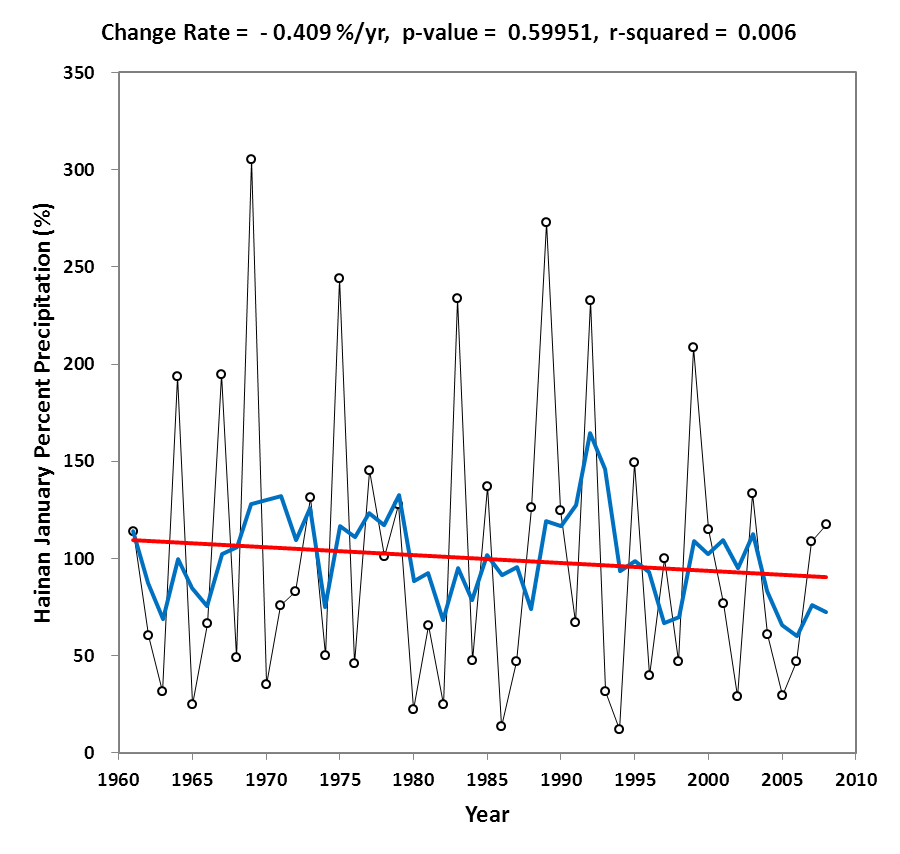 Change Rate = - 0.409 %/yr, p-value = 0.59951, r-squared = 0.006
350
300
250
200
150
100
50
0
Hainan January Percent Precipitation (%)
1960 1965 1970 1975 1980 1985 1990 1995 2000 2005 2010
Year